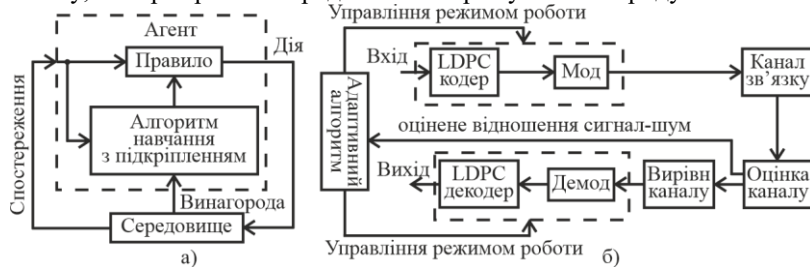 Управління режимом роботи
Агент
Дія
Правило
Алгоритм
навчання
з підкріпленням
Спостереження
Винагорода
Середовище
а)
Вхід
LDPC
кодер
Мод
Канал
зв’язку
Адаптивний
алгоритм
оцінене відношення сигнал-шум
Вихід
LDPC
декодер
Демод
Вирівн
каналу
Оцінка
каналу
Управління режимом роботи
б)